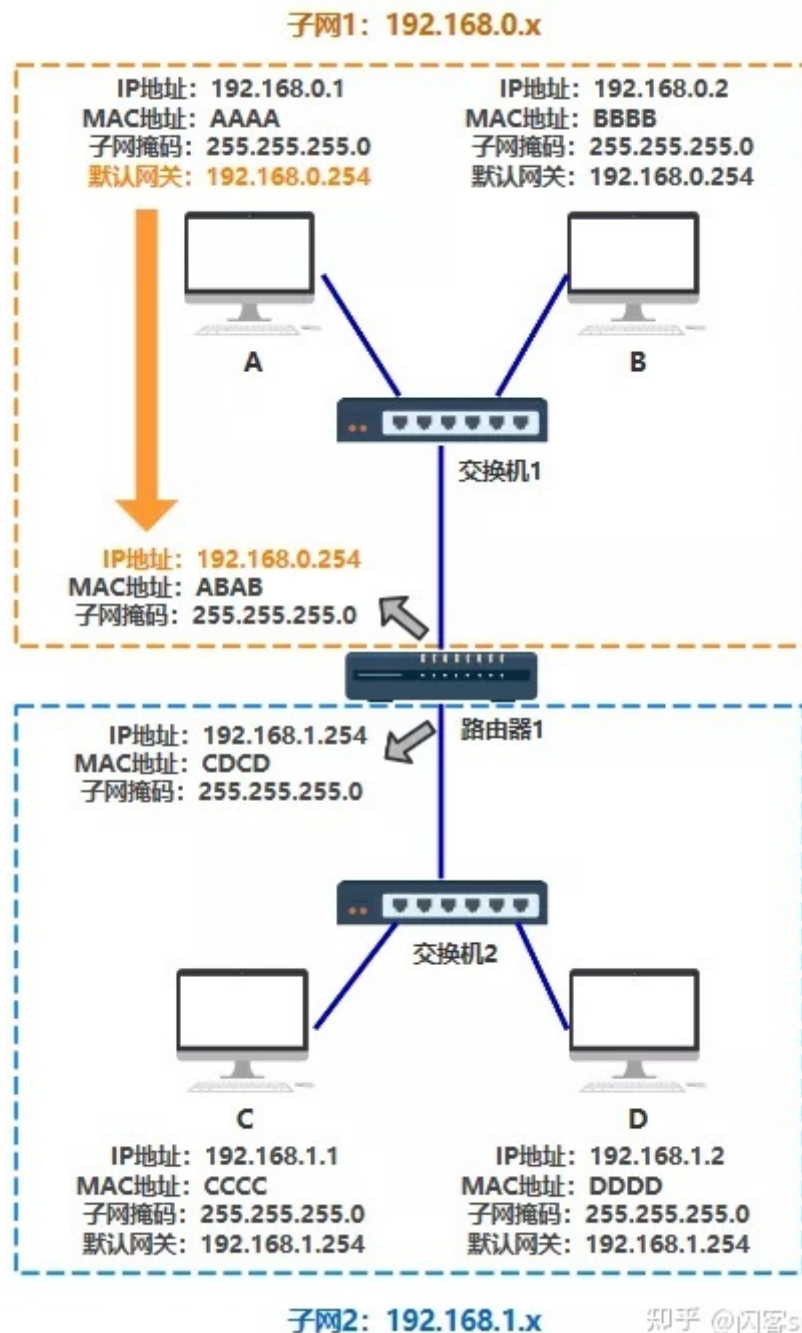 子网1：192.168.0.x
IP地址：192.168.0.1
MAC地址：AAAA
子网掩码：255.255.255.0
默认网关：192.168.0.254
IP地址：192.168.0.2
MAC地址：BBBB
子网掩码：255.255.255.0
默认网关：192.168.0.254
A
B
交换机1
IP地址：192.168.0.254
MAC地址：ABAB
子网掩码：255.255.255.0
路由器1
IP地址：192.168.1.254
MAC地址：CDCD
子网掩码：255.255.255.0
交换机2
C
IP地址：192.168.1.1
MAC地址：CCCC
子网掩码：255.255.255.0
默认网关：192.168.1.254
D
IP地址：192.168.1.2
MAC地址：DDDD
子网掩码：255.255.255.0
默认网关：192.168.1.254
子网2：192.168.1.x
知乎 @闪客s